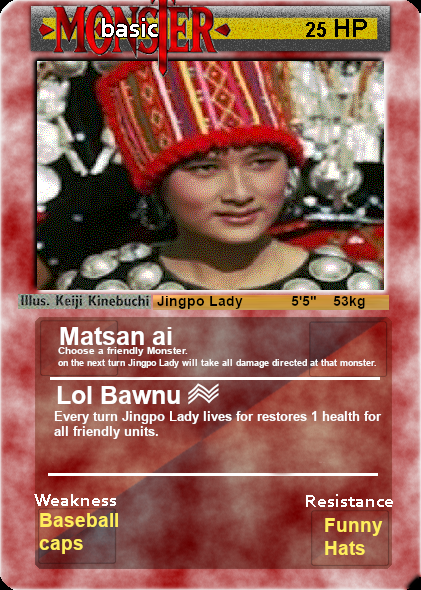 MONSTER
basic
25 HP
Illus. Keiji Kinebuchi Jingpo Lady 5'5" 53kg
Matsan ai
Choose a friendly Monster.
on the next turn Jingpo Lady will take all damage directed at that monster.
Lol Bawnu
Every turn Jingpo Lady lives for restores 1 health for
all friendly units.
Weakness Resistance
Baseball
caps
Funny
Hats